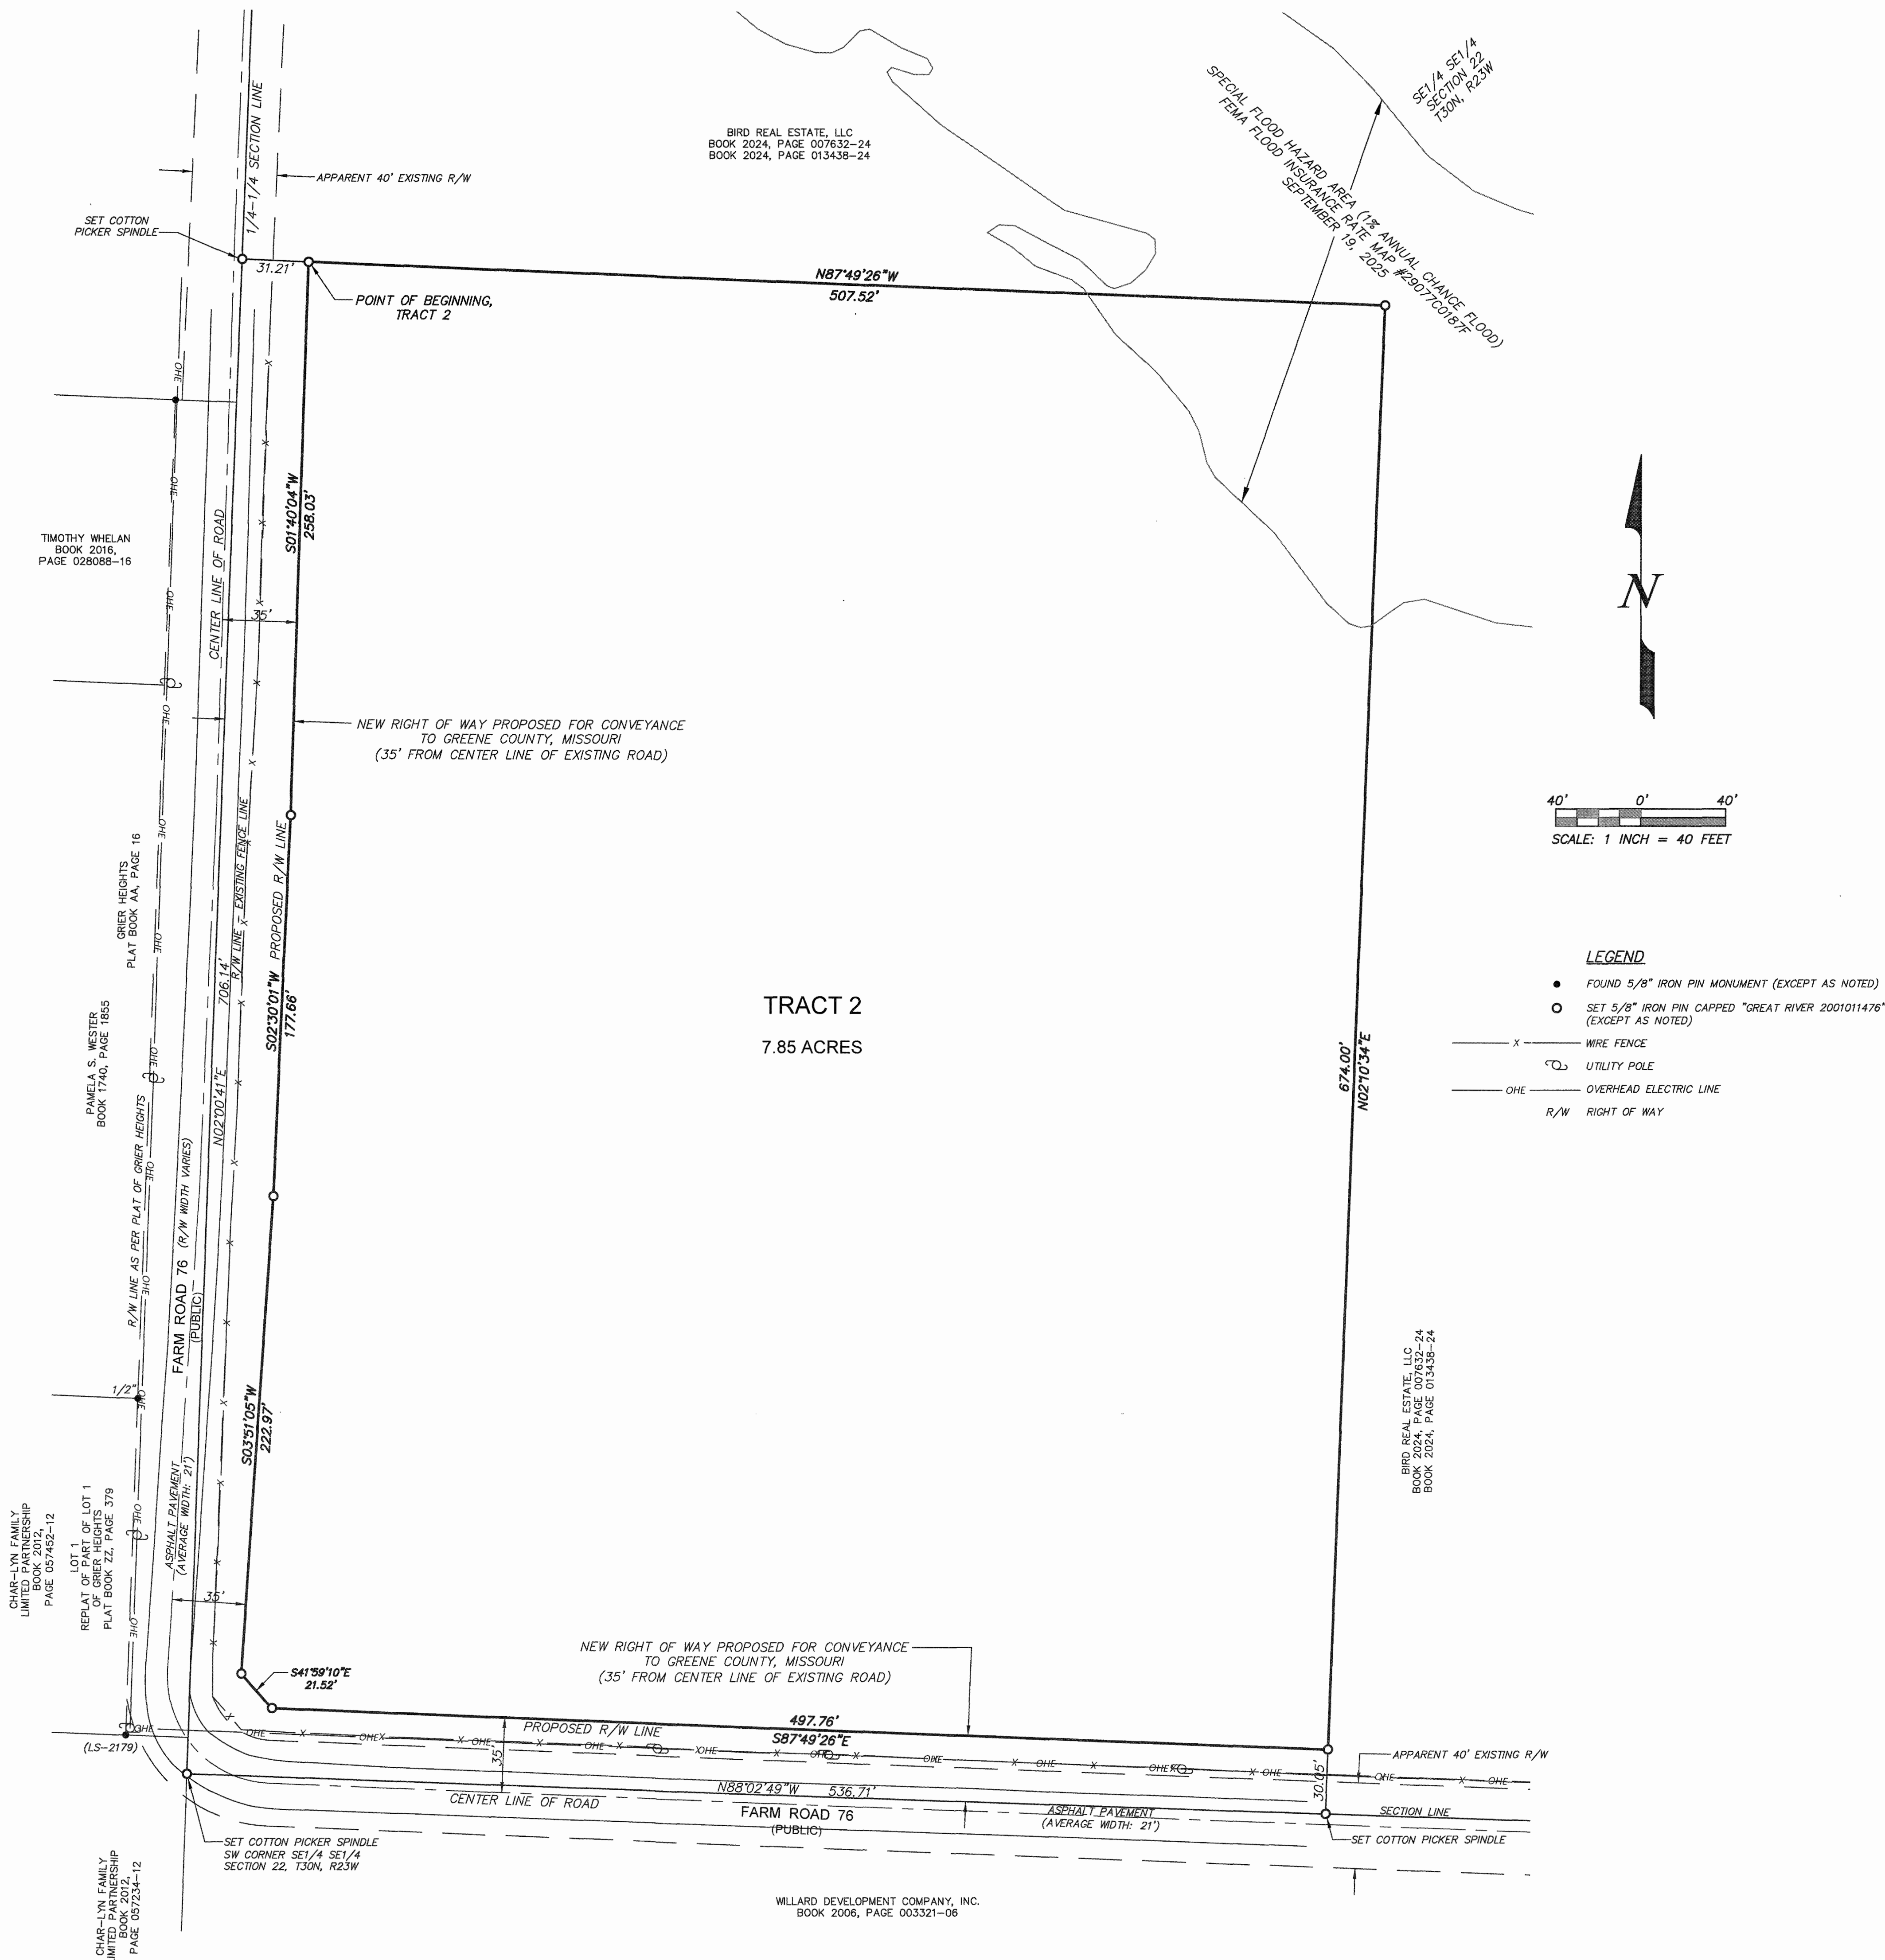 SE1/4 SE1/4
SECTION 22
T30N, R23W
SPECIAL FLOOD HAZARD AREA (1% ANNUAL CHANCE FLOOD)
FEMA FLOOD INSURANCE RATE MAP #29077C0187F
SEPTEMBER 19, 2025
BIRD REAL ESTATE, LLC
BOOK 2024, PAGE 007632-24
BOOK 2024, PAGE 013438-24
1/4-1/4 SECTION LINE
APPARENT 40' EXISTING R/W
SET COTTON
PICKER SPINDLE
31.21'
POINT OF BEGINNING,
TRACT 2
N87°49'26"W
507.52'
S01°40'04"W
258.03'
CENTER LINE OF ROAD
35'
TIMOTHY WHELAN
BOOK 2016,
PAGE 028088-16
NEW RIGHT OF WAY PROPOSED FOR CONVEYANCE
TO GREENE COUNTY, MISSOURI
(35' FROM CENTER LINE OF EXISTING ROAD)
N
40' 0' 40'
SCALE: 1 INCH = 40 FEET
GRIER HEIGHTS
PLAT BOOK AA, PAGE 16
R/W LINE - EXISTING FENCE LINE
PROPOSED R/W LINE
S02°30'01"W
177.66'
706.14'
N02°00'41"E
PAMELA S. WESTER
BOOK 1740, PAGE 1855
TRACT 2
7.85 ACRES
674.00'
N02°10'34"E
LEGEND
FOUND 5/8" IRON PIN MONUMENT (EXCEPT AS NOTED)
SET 5/8" IRON PIN CAPPED "GREAT RIVER 2001011476"
(EXCEPT AS NOTED)
X WIRE FENCE
UTILITY POLE
OHE OVERHEAD ELECTRIC LINE
R/W RIGHT OF WAY
R/W LINE AS PER PLAT OF GRIER HEIGHTS
FARM ROAD 76 (R/W WIDTH VARIES)
(PUBLIC)
1/2"
S03°51'05"W
222.97'
ASPHALT PAVEMENT
(AVERAGE WIDTH: 21')
35'
CHAR-LYN FAMILY
LIMITED PARTNERSHIP
BOOK 2012,
PAGE 057452-12
LOT 1
REPLAT OF PART OF LOT 1
OF GRIER HEIGHTS
PLAT BOOK ZZ, PAGE 379
BIRD REAL ESTATE, LLC
BOOK 2024, PAGE 007632-24
BOOK 2024, PAGE 013438-24
S41°59'10"E
21.52'
NEW RIGHT OF WAY PROPOSED FOR CONVEYANCE
TO GREENE COUNTY, MISSOURI
(35' FROM CENTER LINE OF EXISTING ROAD)
PROPOSED R/W LINE
497.76'
S87°49'26"E
(LS-2179)
35'
APPARENT 40' EXISTING R/W
30.05'
N88°02'49"W 536.71'
CENTER LINE OF ROAD
FARM ROAD 76
(PUBLIC)
ASPHALT PAVEMENT
(AVERAGE WIDTH: 21')
SECTION LINE
SET COTTON PICKER SPINDLE
SET COTTON PICKER SPINDLE
SW CORNER SE1/4 SE1/4
SECTION 22, T30N, R23W
CHAR-LYN FAMILY
LIMITED PARTNERSHIP
BOOK 2012,
PAGE 057234-12
WILLARD DEVELOPMENT COMPANY, INC.
BOOK 2006, PAGE 003321-06